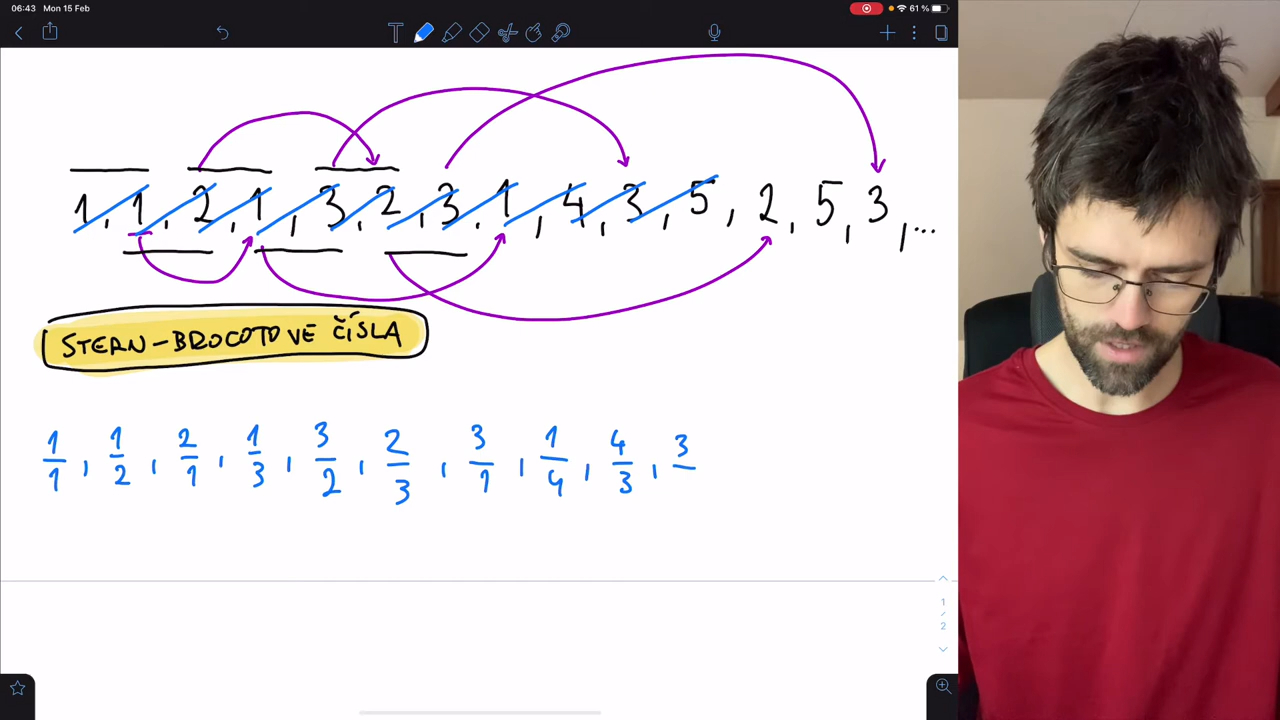 06:43 Mon 15 Feb 61 %
T
1, 1, 2, 1, 3, 2, 3, 1, 4, 3, 5, 2, 5, 3, ...
STERN-BROCOTOVE ČÍSLA
1/1, 1/2, 2/1, 1/3, 3/2, 2/3, 3/1, 1/4, 4/3, 3/
1
/
2